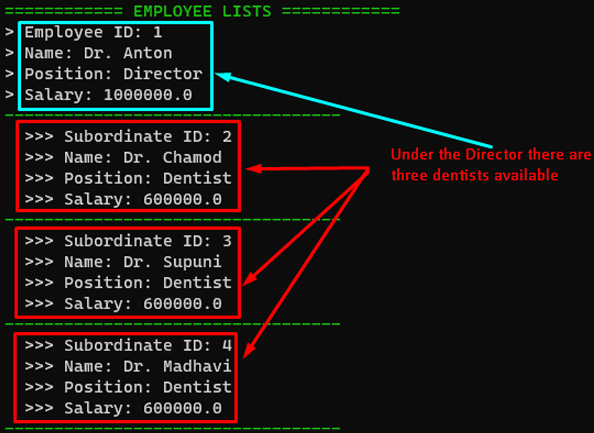 ============ EMPLOYEE LISTS ============
> Employee ID: 1
> Name: Dr. Anton
> Position: Director
> Salary: 1000000.0
----------------------------------
>>> Subordinate ID: 2
>>> Name: Dr. Chamod
>>> Position: Dentist
>>> Salary: 600000.0
----------------------------------
>>> Subordinate ID: 3
>>> Name: Dr. Supuni
>>> Position: Dentist
>>> Salary: 600000.0
----------------------------------
>>> Subordinate ID: 4
>>> Name: Dr. Madhavi
>>> Position: Dentist
>>> Salary: 600000.0
----------------------------------
Under the Director there are
three dentists available